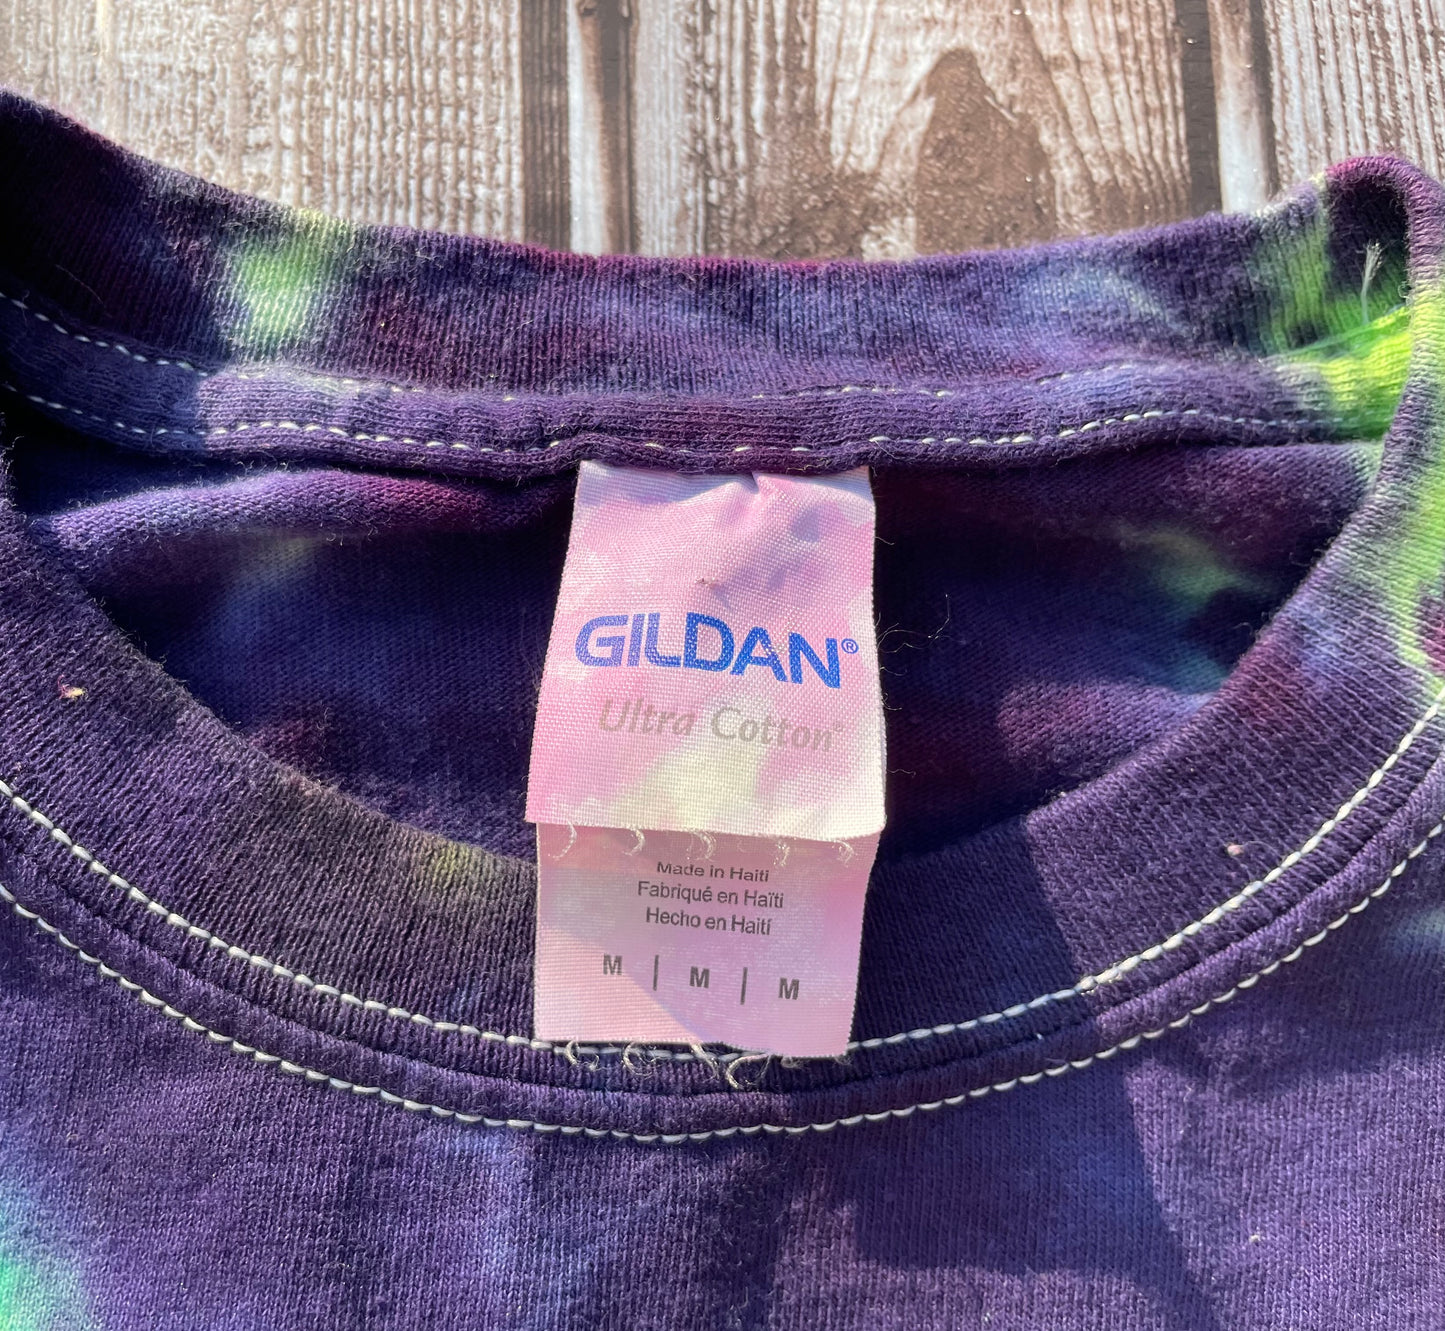 GILDAN®
Ultra Cotton®
Made in Haiti
Fabriqué en Haïti
Hecho en Haití
M | M | M